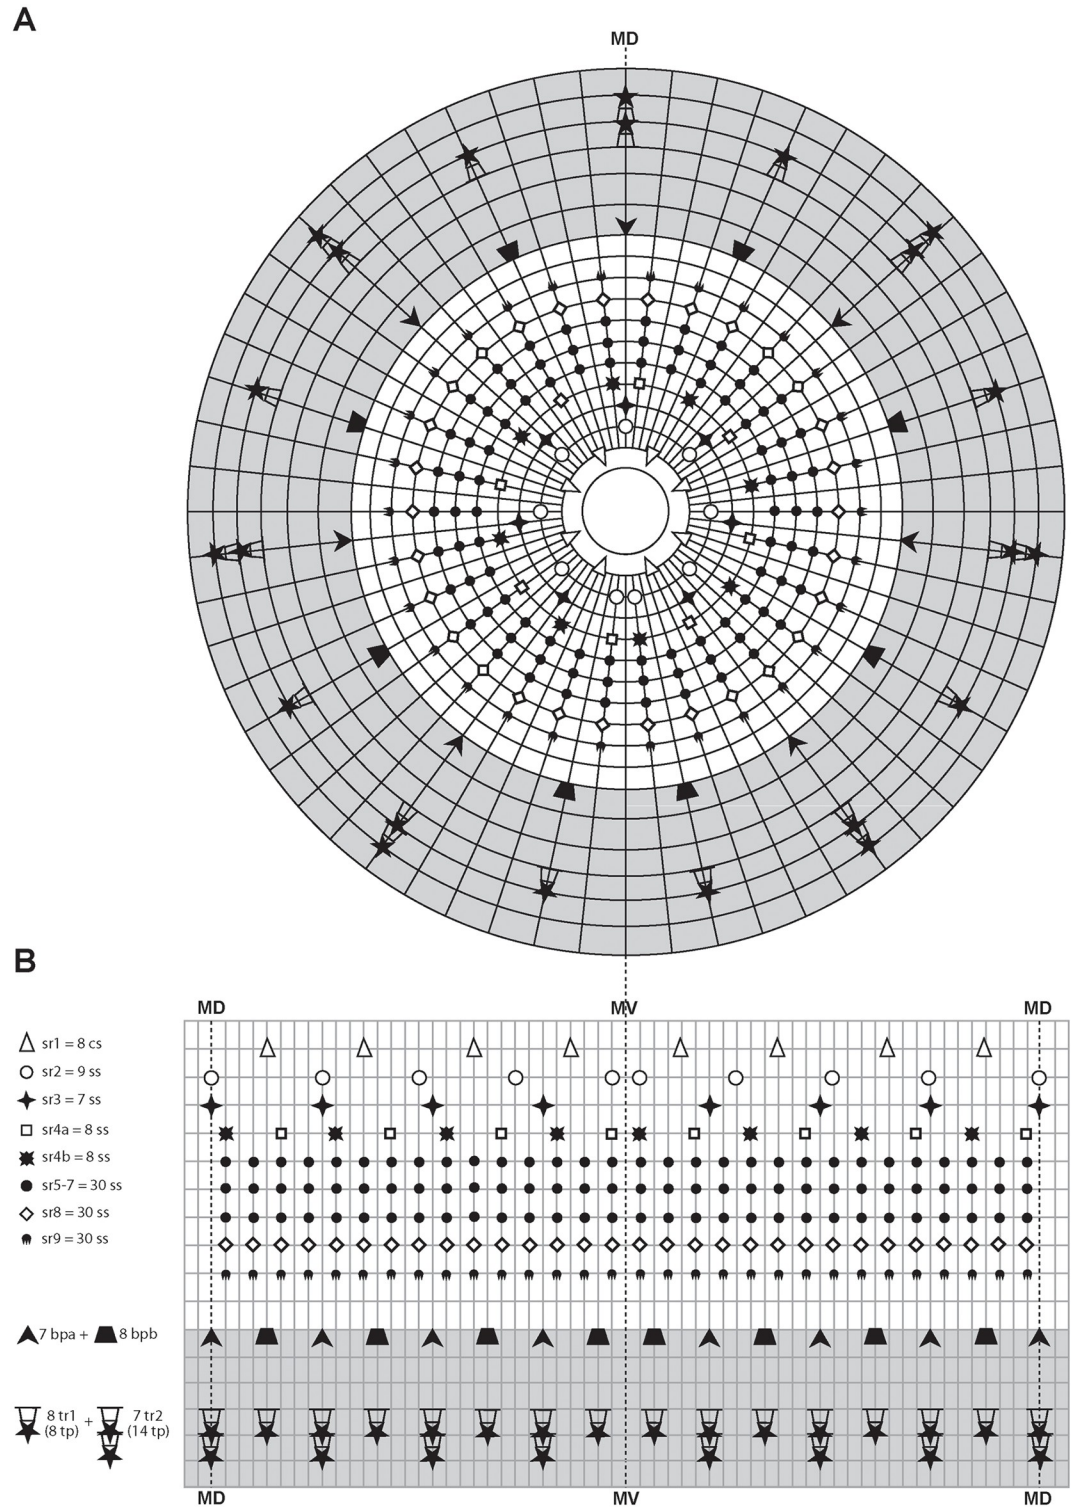 A
MD
B
MD MV MD
sr1 = 8 cs
sr2 = 9 ss
sr3 = 7 ss
sr4a = 8 ss
sr4b = 8 ss
sr5-7 = 30 ss
sr8 = 30 ss
sr9 = 30 ss
7 bpa + 8 bpb
8 tr1 + 7 tr2
(8 tp) (14 tp)
MD MV MD